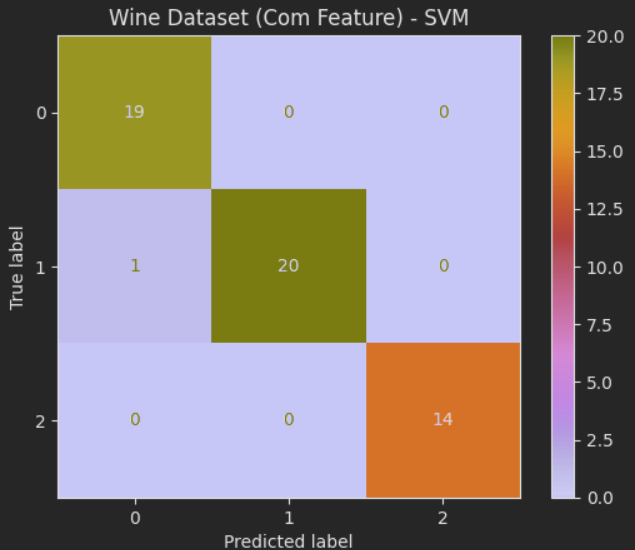 Wine Dataset (Com Feature) - SVM
0 19 0 0
1 1 20 0
2 0 0 14
0 1 2
True label
Predicted label
20.0
17.5
15.0
12.5
10.0
7.5
5.0
2.5
0.0